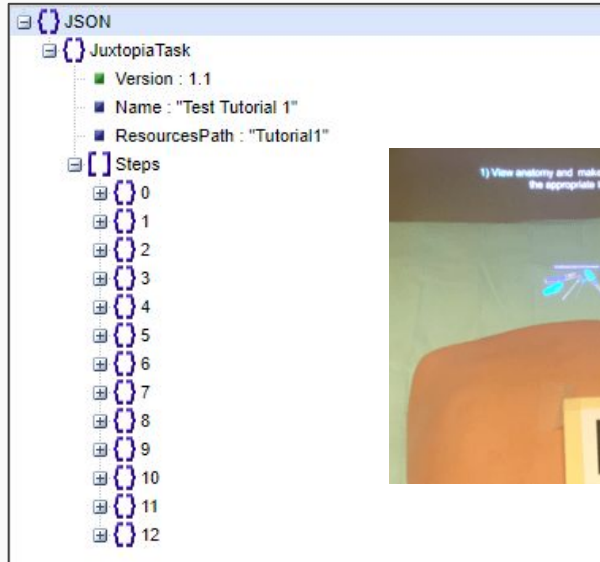 JSON
JuxtopiaTask
Version : 1.1
Name : "Test Tutorial 1"
ResourcesPath : "Tutorial1"
Steps
0
1
2
3
4
5
6
7
8
9
10
11
12
1) View anatomy and make
the appropriate